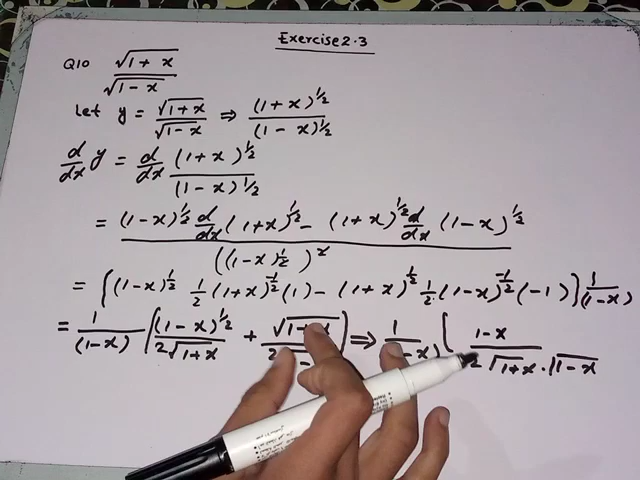 Exercise 2.3
Q10 √(1 + x) / √(1 - x)
Let y = √(1+x) / √(1-x) ⇒ (1+x)^½ / (1-x)^½
d/dx y = d/dx (1+x)^½ / (1-x)^½
= ((1-x)^½ d/dx (1+x)^½ - (1+x)^½ d/dx (1-x)^½) / ((1-x)^½)^2
= [(1-x)^½ ½ (1+x)^-½ (1) - (1+x)^½ ½ (1-x)^-½ (-1)] 1/(1-x)
= 1/(1-x) [(1-x)^½ / 2√(1+x) + √(1+x) / 2 ⇒ 1/(1-x) [1-x / 2√(1+x) · √(1-x)